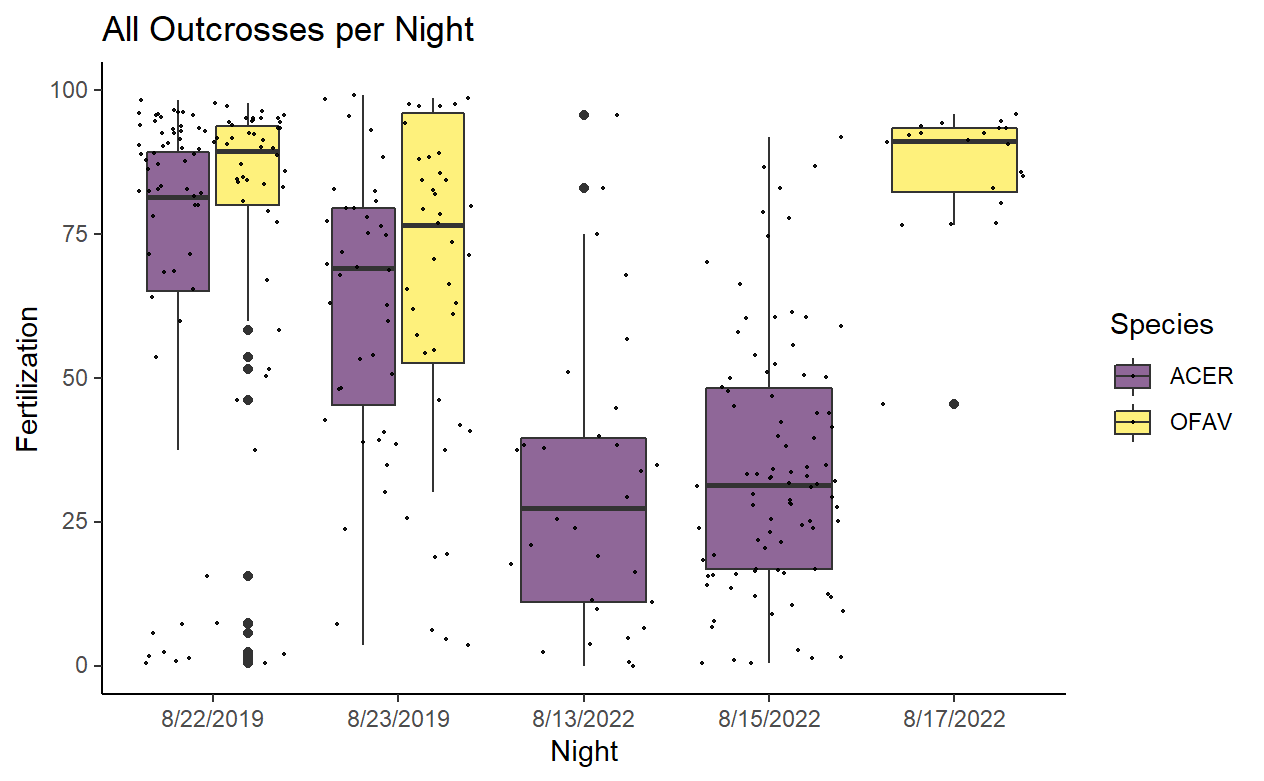 All Outcrosses per Night
100
75
50
25
0
Fertilization
8/22/2019
8/23/2019
8/13/2022
8/15/2022
8/17/2022
Night
Species
ACER
OFAV